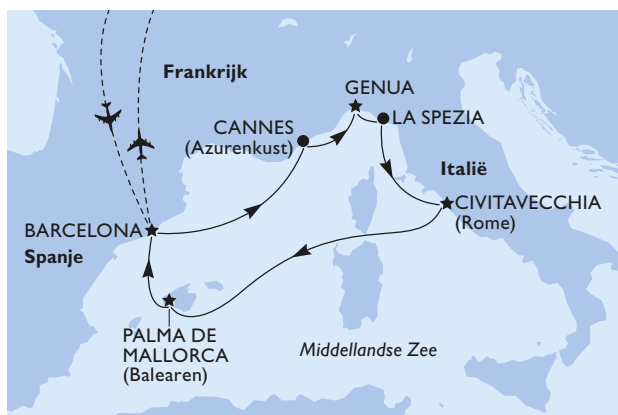 Frankrijk
GENUA
LA SPEZIA
CANNES
(Azurenkust)
Italië
CIVITAVECCHIA
(Rome)
BARCELONA
Spanje
PALMA DE
MALLORCA
(Balearen)
Middellandse Zee